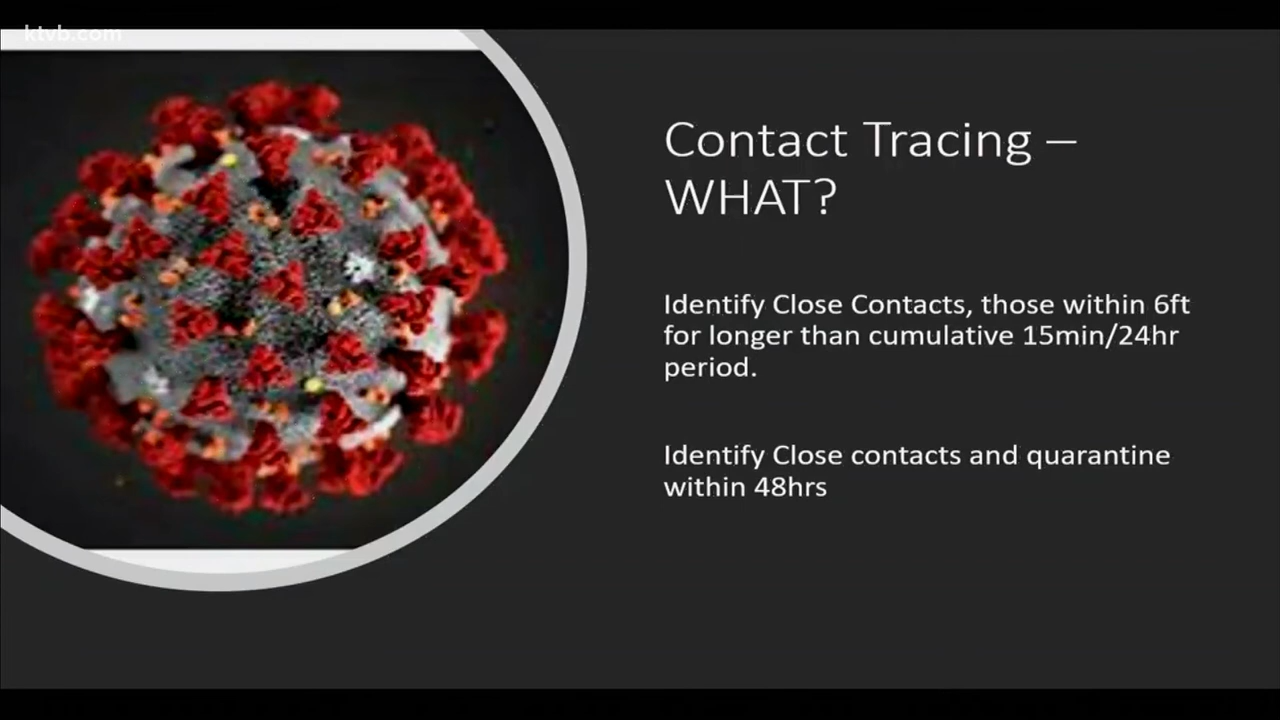 ktvb.com
Contact Tracing –
WHAT?
Identify Close Contacts, those within 6ft
for longer than cumulative 15min/24hr
period.
Identify Close contacts and quarantine
within 48hrs